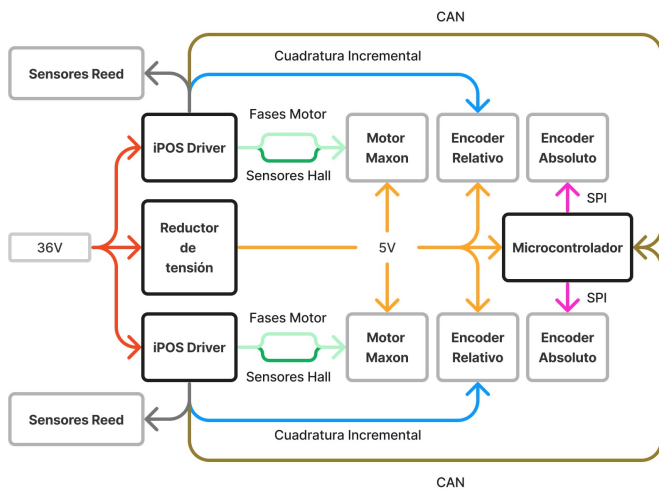 CAN
Cuadratura Incremental
Sensores Reed
Fases Motor
iPOS Driver
Motor
Maxon
Encoder
Relativo
Encoder
Absoluto
Sensores Hall
SPI
36V
Reductor
de
tensión
5V
Microcontrolador
SPI
Fases Motor
iPOS Driver
Motor
Maxon
Encoder
Relativo
Encoder
Absoluto
Sensores Hall
Sensores Reed
Cuadratura Incremental
CAN